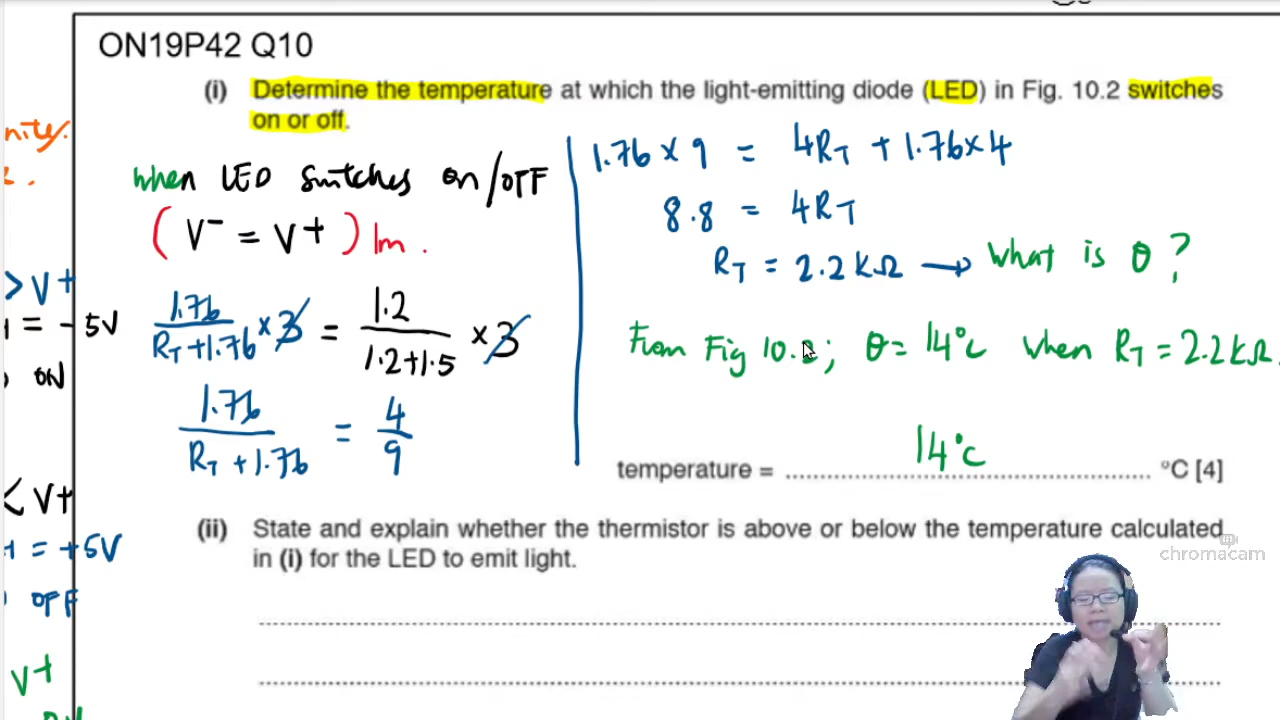 ON19P42 Q10
(i) Determine the temperature at which the light-emitting diode (LED) in Fig. 10.2 switches
on or off.
nity.
when LED switches on/OFF
(V⁻ = V+) 1m.
> V+
= -5V
ON
1.76 / (RT + 1.76) × 3 = 1.2 / (1.2+1.5) × 3
1.76 / (RT + 1.76) = 4/9
< V+
= +5V
OFF
V+
1.76 × 9 = 4RT + 1.76×4
8.8 = 4RT
RT = 2.2kΩ → What is θ?
From Fig 10.2; θ = 14°C when RT = 2.2kΩ.
14°C
temperature = ........................................ °C [4]
(ii) State and explain whether the thermistor is above or below the temperature calculated
in (i) for the LED to emit light.
chromacam